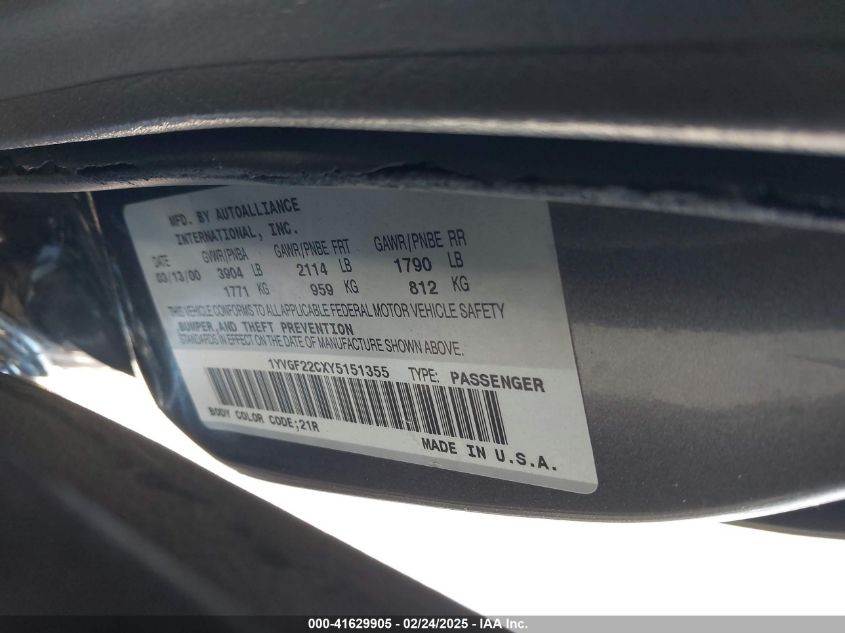 MFD. BY AUTOALLIANCE
INTERNATIONAL, INC.
DATE GVWR/PNBA GAWR/PNBE FRT GAWR/PNBE RR
03/13/00 3904 LB 2114 LB 1790 LB
1771 KG 959 KG 812 KG
THIS VEHICLE CONFORMS TO ALL APPLICABLE FEDERAL MOTOR VEHICLE SAFETY
,BUMPER,AND THEFT PREVENTION
STANDARDS IN EFFECT ON THE DATE OF MANUFACTURE SHOWN ABOVE.
1YVGF22CXY5151355 TYPE: PASSENGER
BODY COLOR CODE;21R
MADE IN U.S.A.
000-41629905 - 02/24/2025 - IAA Inc.